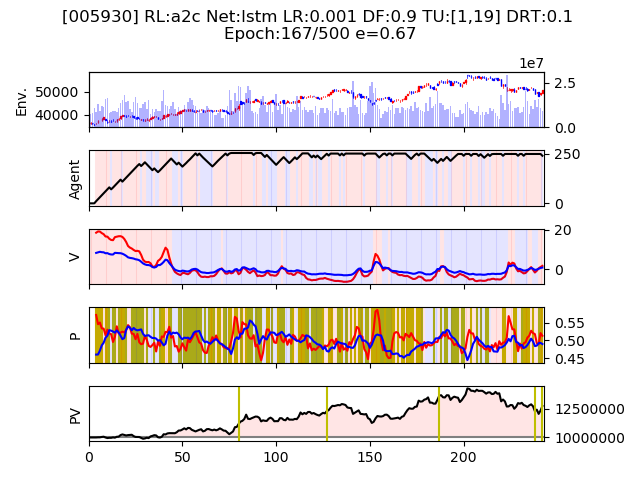 [005930] RL:a2c Net:lstm LR:0.001 DF:0.9 TU:[1,19] DRT:0.1
Epoch:167/500 e=0.67
1e7
Env.
50000
40000
2.5
0.0
Agent
250
0
V
20
0
P
0.55
0.50
0.45
PV
12500000
10000000
0 50 100 150 200